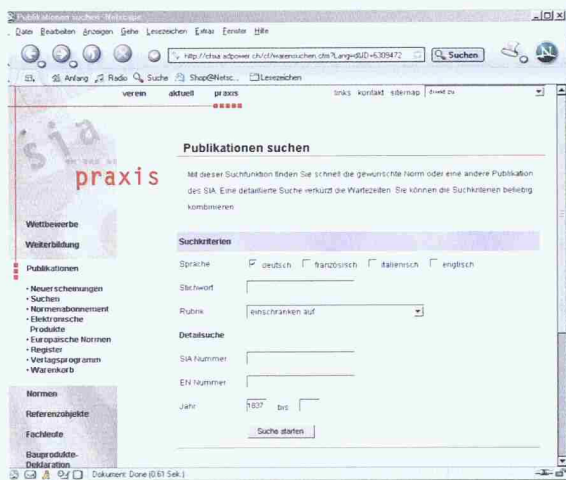 Publikationen suchen - Netscape
Datei Bearbeiten Anzeigen Gehe Lesezeichen Extras Fenster Hilfe
Suchen
Anfang Radio Suche Shop@Netsc... Lesezeichen
verein aktuell praxis links kontakt sitemap direkt zu
sia
praxis
Publikationen suchen
Mit dieser Suchfunktion finden Sie schnell die gewünschte Norm oder eine andere Publikation
des SIA. Eine detaillierte Suche verkürzt die Wartezeiten. Sie können die Suchkriterien beliebig
kombinieren
Wettbewerbe
Weiterbildung
Publikationen
• Neuerscheinungen
• Suchen
• Normenabonnement
• Elektronische
Produkte
• Europäische Normen
• Register
• Verlagsprogramm
• Warenkorb
Normen
Referenzobjekte
Fachleute
Bauprodukte-
Deklaration
Suchkriterien
Sprache deutsch französisch italienisch englisch
Stichwort
Rubrik einschränken auf
Detailsuche
SIA Nummer
EN Nummer
Jahr 1837 bis
Suche starten
Dokument: Done (0.61 Sek.)